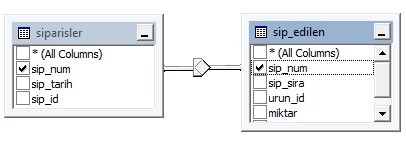 siparisler
* (All Columns)
sip_num
sip_tarih
sip_id
sip_edilen
* (All Columns)
sip_num
sip_sira
urun_id
miktar